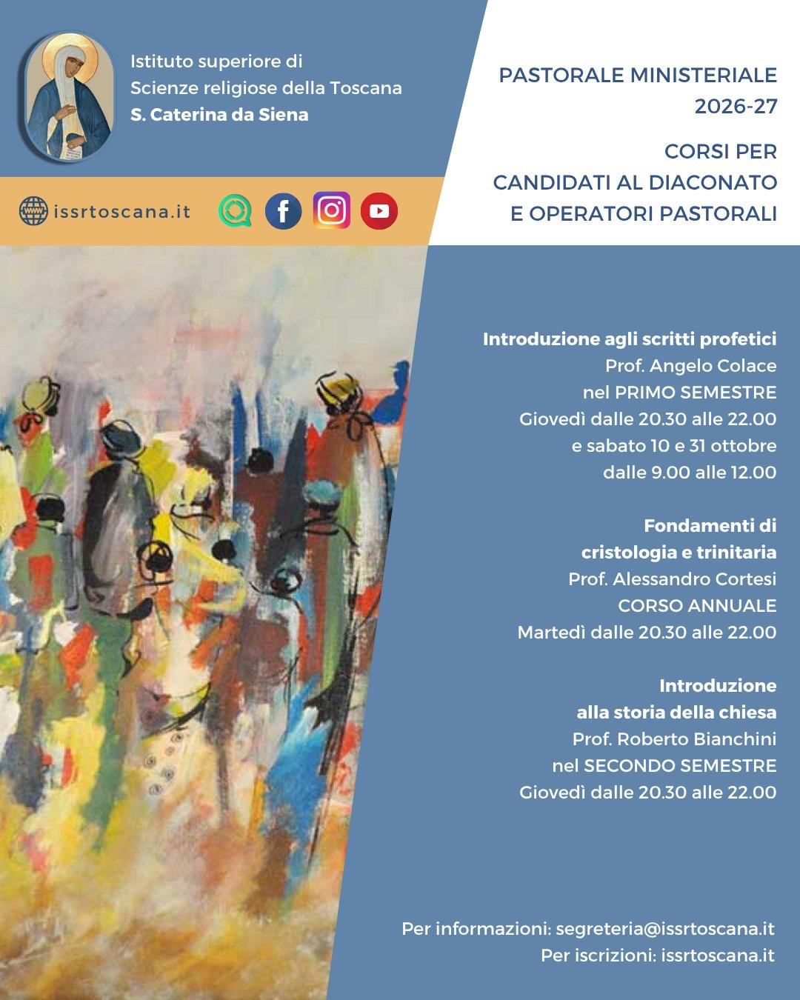 Istituto superiore di
Scienze religiose della Toscana
S. Caterina da Siena
www
issrtoscana.it
PASTORALE MINISTERIALE
2026-27
CORSI PER
CANDIDATI AL DIACONATO
E OPERATORI PASTORALI
Introduzione agli scritti profetici
Prof. Angelo Colace
nel PRIMO SEMESTRE
Giovedì dalle 20.30 alle 22.00
e sabato 10 e 31 ottobre
dalle 9.00 alle 12.00
Fondamenti di
cristologia e trinitaria
Prof. Alessandro Cortesi
CORSO ANNUALE
Martedì dalle 20.30 alle 22.00
Introduzione
alla storia della chiesa
Prof. Roberto Bianchini
nel SECONDO SEMESTRE
Giovedì dalle 20.30 alle 22.00
Per informazioni: segreteria@issrtoscana.it
Per iscrizioni: issrtoscana.it